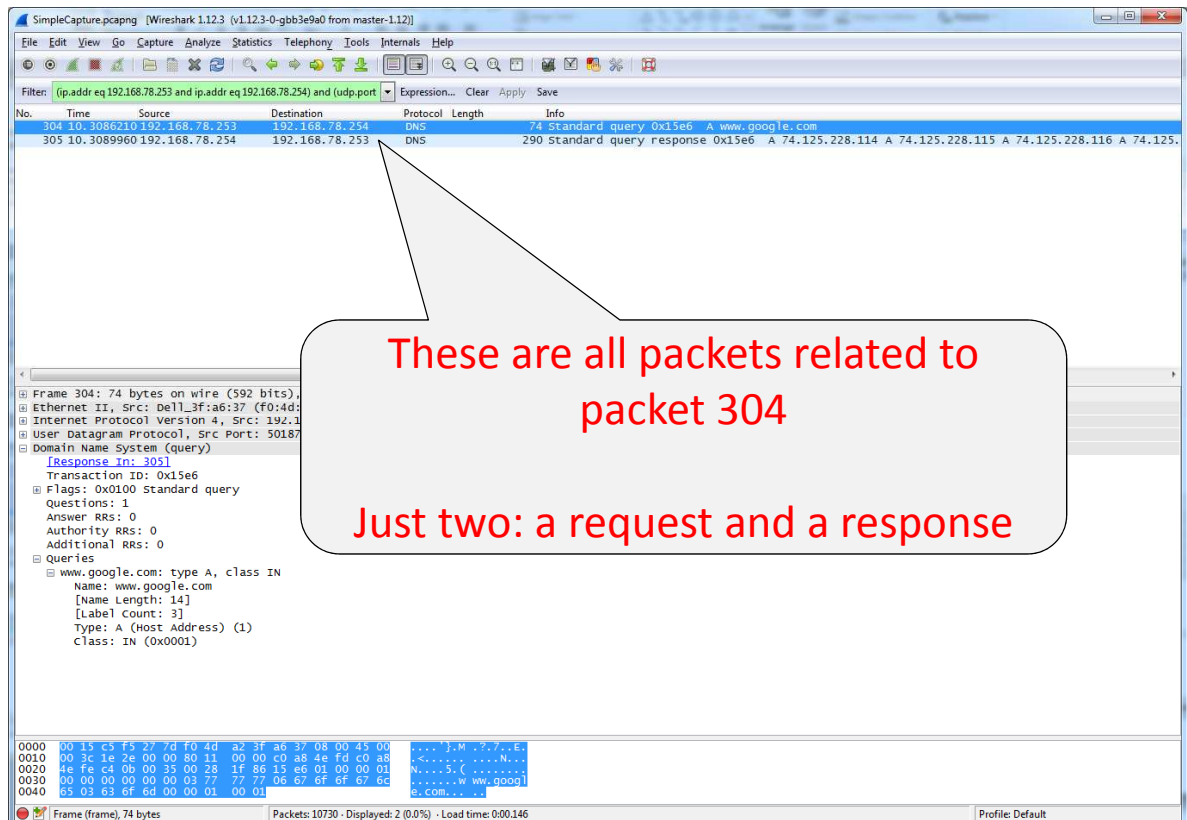 SimpleCapture.pcapng [Wireshark 1.12.3 (v1.12.3-0-gbb3e9a0 from master-1.12)]
File Edit View Go Capture Analyze Statistics Telephony Tools Internals Help
Filter: (ip.addr eq 192.168.78.253 and ip.addr eq 192.168.78.254) and (udp.port Expression... Clear Apply Save
No. Time Source Destination Protocol Length Info
304 10.3086210 192.168.78.253 192.168.78.254 DNS 74 Standard query 0x15e6 A www.google.com
305 10.3089960 192.168.78.254 192.168.78.253 DNS 290 Standard query response 0x15e6 A 74.125.228.114 A 74.125.228.115 A 74.125.228.116 A 74.125.
These are all packets related to
packet 304
Just two: a request and a response
Frame 304: 74 bytes on wire (592 bits),
Ethernet II, Src: Dell_3f:a6:37 (f0:4d:
Internet Protocol Version 4, Src: 192.1
User Datagram Protocol, Src Port: 50187
Domain Name System (query)
[Response In: 305]
Transaction ID: 0x15e6
Flags: 0x0100 Standard query
Questions: 1
Answer RRs: 0
Authority RRs: 0
Additional RRs: 0
Queries
www.google.com: type A, class IN
Name: www.google.com
[Name Length: 14]
[Label Count: 3]
Type: A (Host Address) (1)
Class: IN (0x0001)
0000 00 15 c5 f5 27 7d f0 4d a2 3f a6 37 08 00 45 00 ....'}.M .?.7..E.
0010 00 3c 1e 2e 00 00 80 11 00 00 c0 a8 4e fd c0 a8 .<...... ....N...
0020 4e fe c4 0b 00 35 00 28 1f 86 15 e6 01 00 00 01 N....5.( ........
0030 00 00 00 00 00 00 03 77 77 77 06 67 6f 6f 67 6c .......w ww.googl
0040 65 03 63 6f 6d 00 00 01 00 01 e.com... ..
Frame (frame), 74 bytes Packets: 10730 · Displayed: 2 (0.0%) · Load time: 0:00.146 Profile: Default